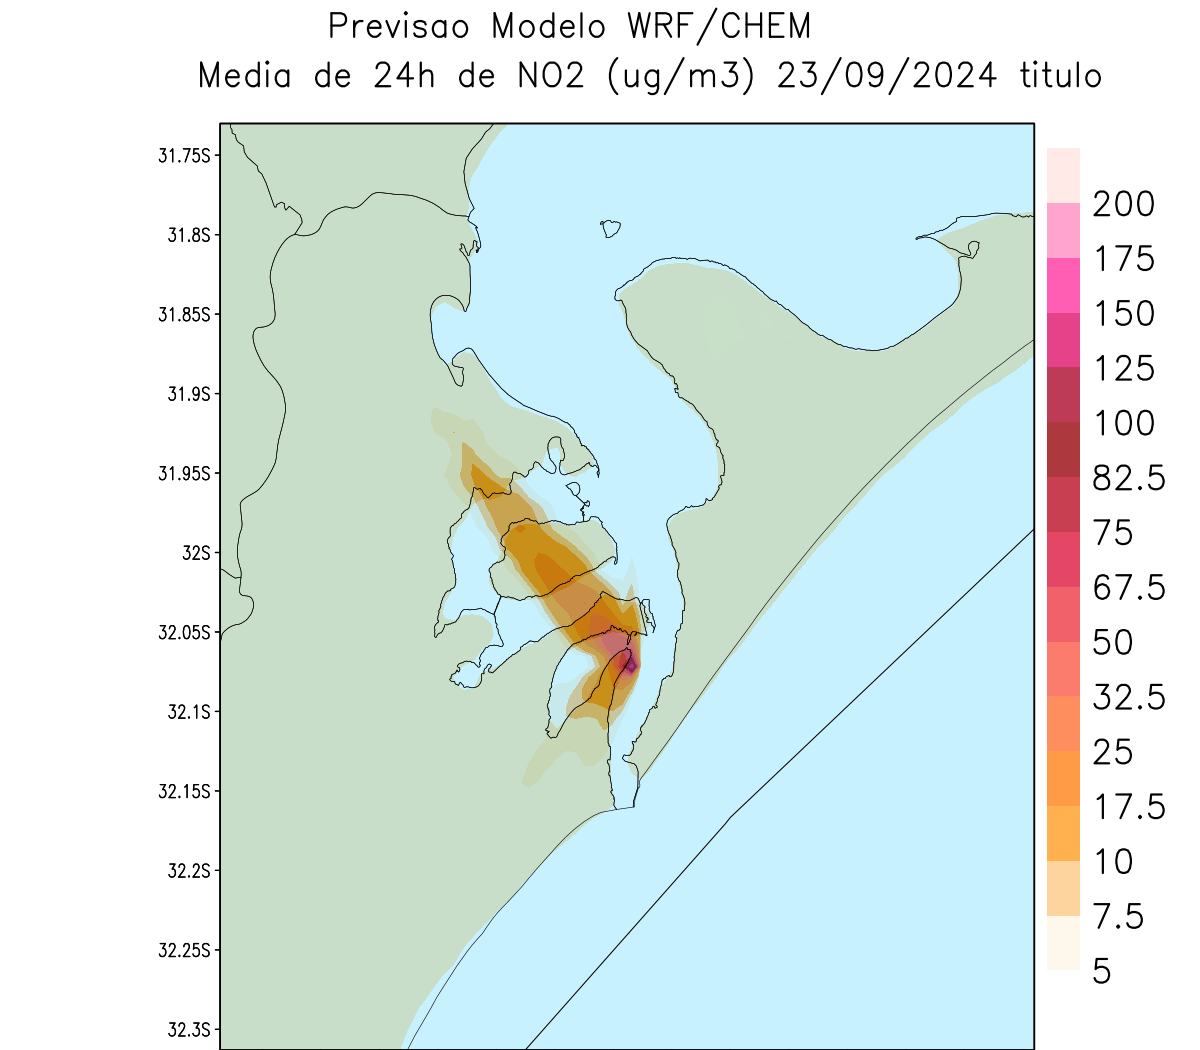 Previsao Modelo WRF/CHEM
Media de 24h de NO2 (ug/m3) 23/09/2024 titulo
31.75S
31.8S
31.85S
31.9S
31.95S
32S
32.05S
32.1S
32.15S
32.2S
32.25S
32.3S
200
175
150
125
100
82.5
75
67.5
50
32.5
25
17.5
10
7.5
5